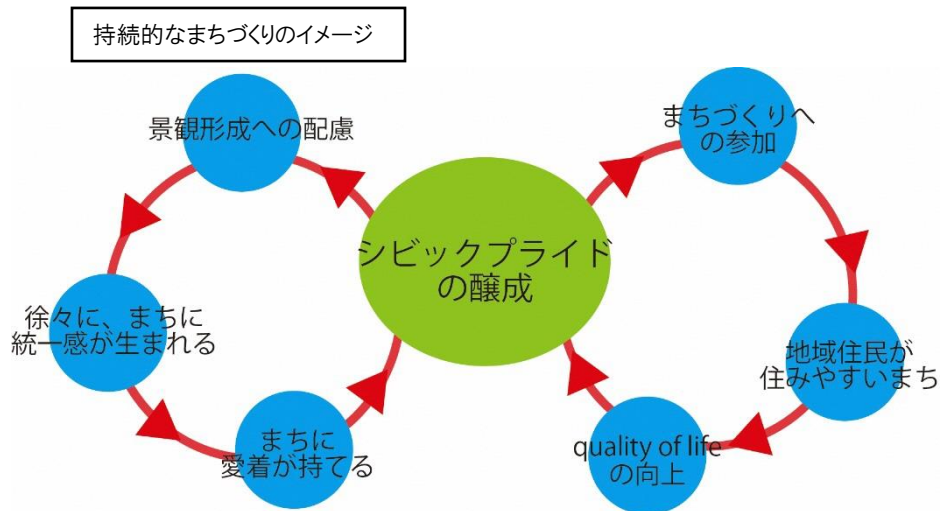 持続的なまちづくりのイメージ
景観形成への配慮
徐々に、まちに
統一感が生まれる
まちに
愛着が持てる
シビックプライド
の醸成
まちづくりへ
の参加
地域住民が
住みやすいまち
quality of life
の向上